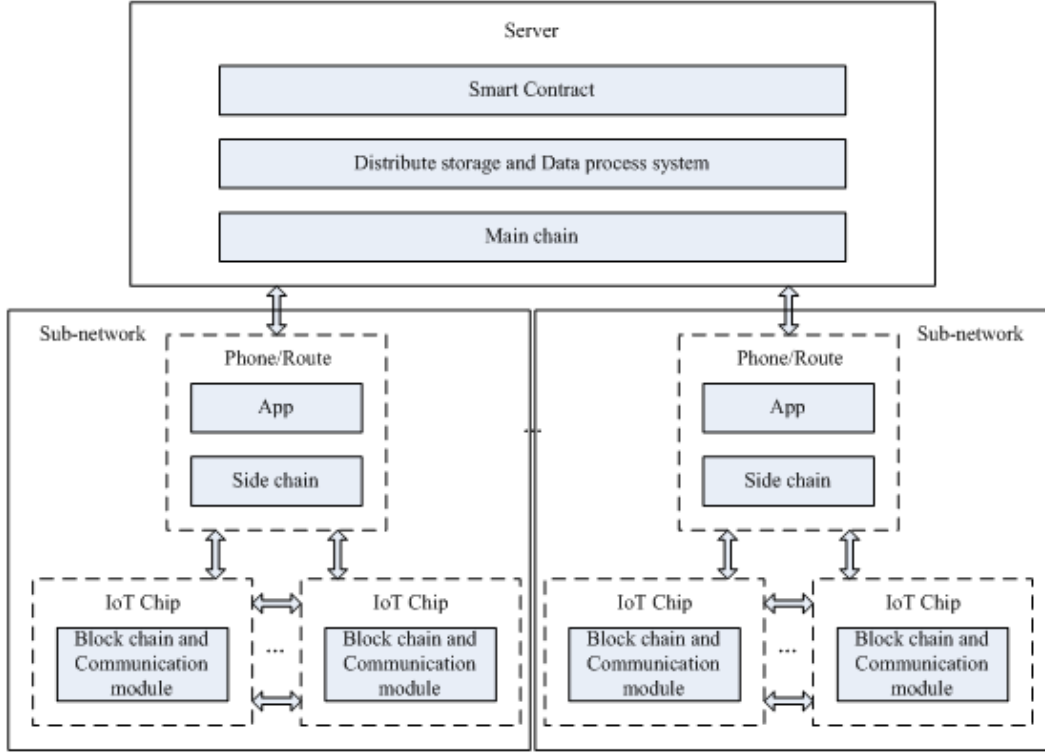 Server
Smart Contract
Distribute storage and Data process system
Main chain
Sub-network
Phone/Route
App
Side chain
IoT Chip
Block chain and
Communication
module
...
IoT Chip
Block chain and
Communication
module
...
Sub-network
Phone/Route
App
Side chain
IoT Chip
Block chain and
Communication
module
...
IoT Chip
Block chain and
Communication
module